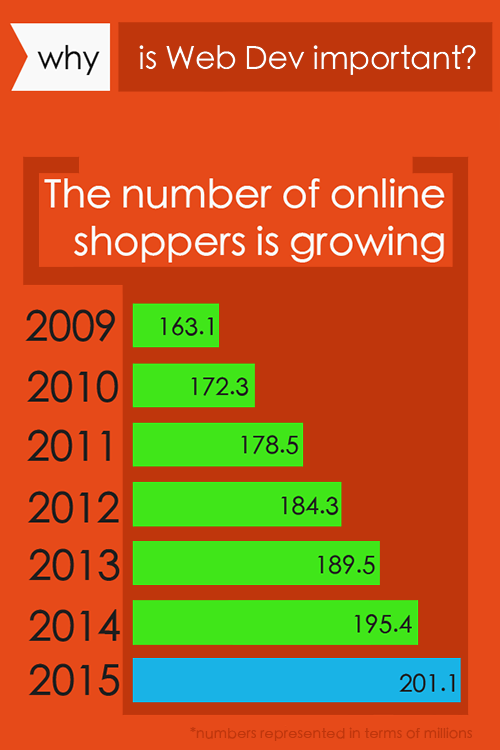 why is Web Dev important?
The number of online
shoppers is growing
2009 163.1
2010 172.3
2011 178.5
2012 184.3
2013 189.5
2014 195.4
2015 201.1
*numbers represented in terms of millions